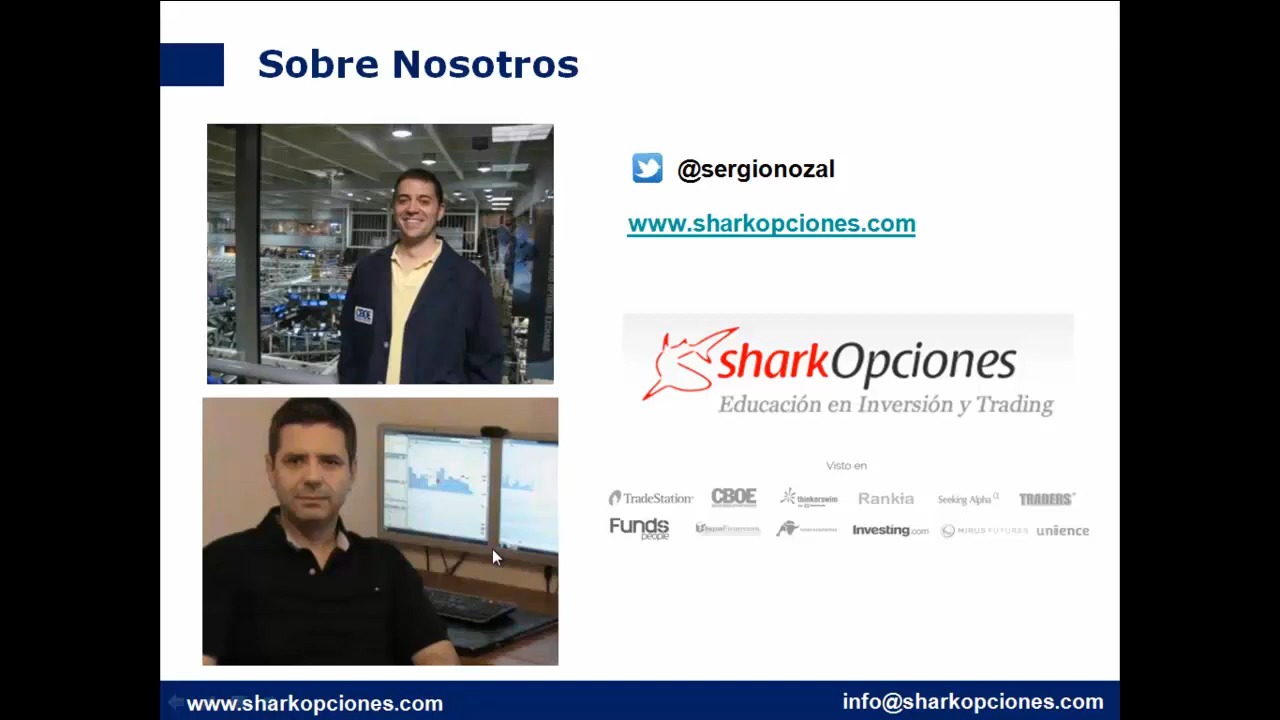 Sobre Nosotros
@sergionozal
www.sharkopciones.com
CBOE
sharkOpciones
Educación en Inversión y Trading
Visto en
TradeStation CBOE thinkorswim Rankia Seeking Alpha α TRADERS'
Funds people Investing.com MIRUS FUTURES unience
www.sharkopciones.com
info@sharkopciones.com